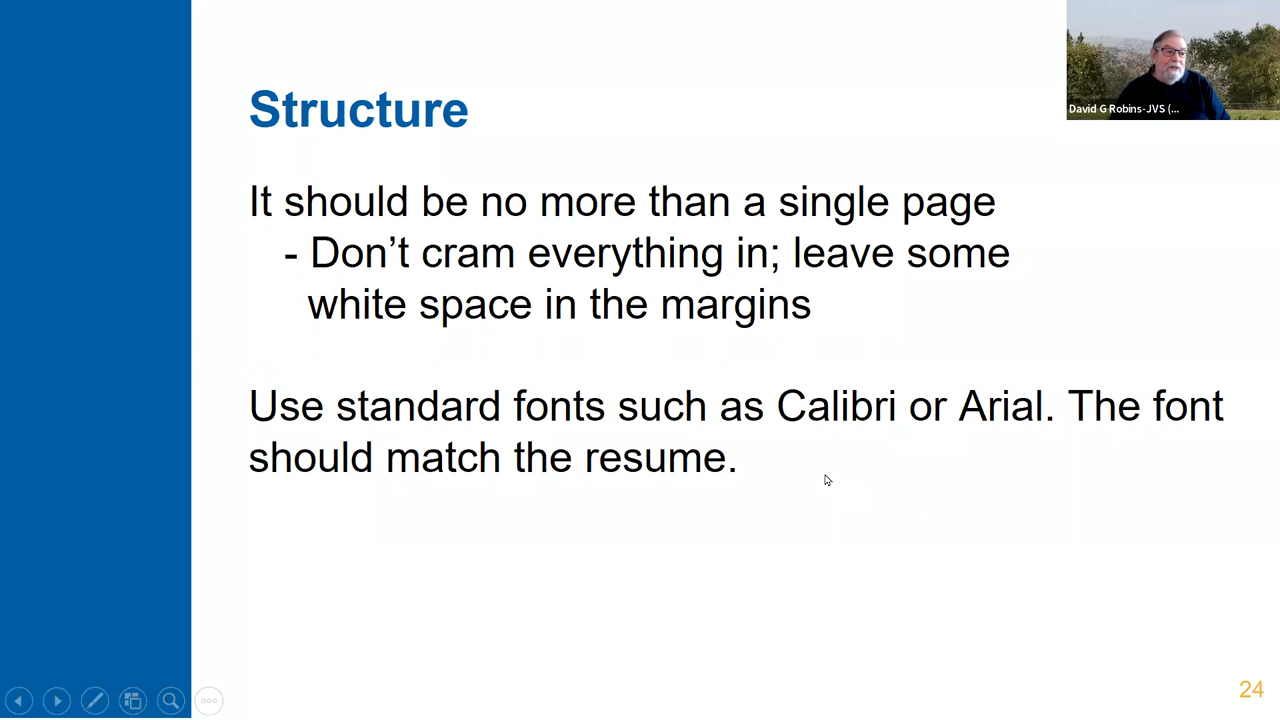 David G Robins-JVS (...
Structure
It should be no more than a single page
- Don’t cram everything in; leave some
white space in the margins
Use standard fonts such as Calibri or Arial. The font
should match the resume.
24